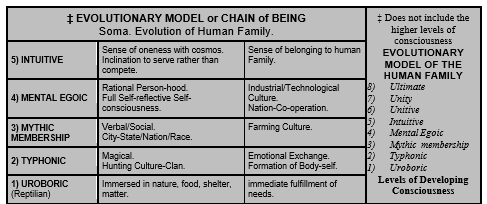 ‡ EVOLUTIONARY MODEL or CHAIN of BEING
Soma. Evolution of Human Family.
5) INTUITIVE
Sense of oneness with cosmos.
Inclination to serve rather than
compete.
Sense of belonging to human
Family.
4) MENTAL EGOIC
Rational Person-hood.
Full Self-reflective Self-
consciousness.
Industrial/Technological
Culture.
Nation-Co-operation.
3) MYTHIC
MEMBERSHIP
Verbal/Social.
City-State/Nation/Race.
Farming Culture.
2) TYPHONIC
Magical.
Hunting Culture-Clan.
Emotional Exchange.
Formation of Body-self.
1) UROBORIC
(Reptilian)
Immersed in nature, food, shelter,
matter.
immediate fulfillment of
needs.
‡ Does not include the
higher levels of
consciousness
EVOLUTIONARY
MODEL OF THE
HUMAN FAMILY
8) Ultimate
7) Unity
6) Unitive
5) Intuitive
4) Mental Egoic
3) Mythic membership
2) Typhonic
1) Uroboric
Levels of Developing
Consciousness